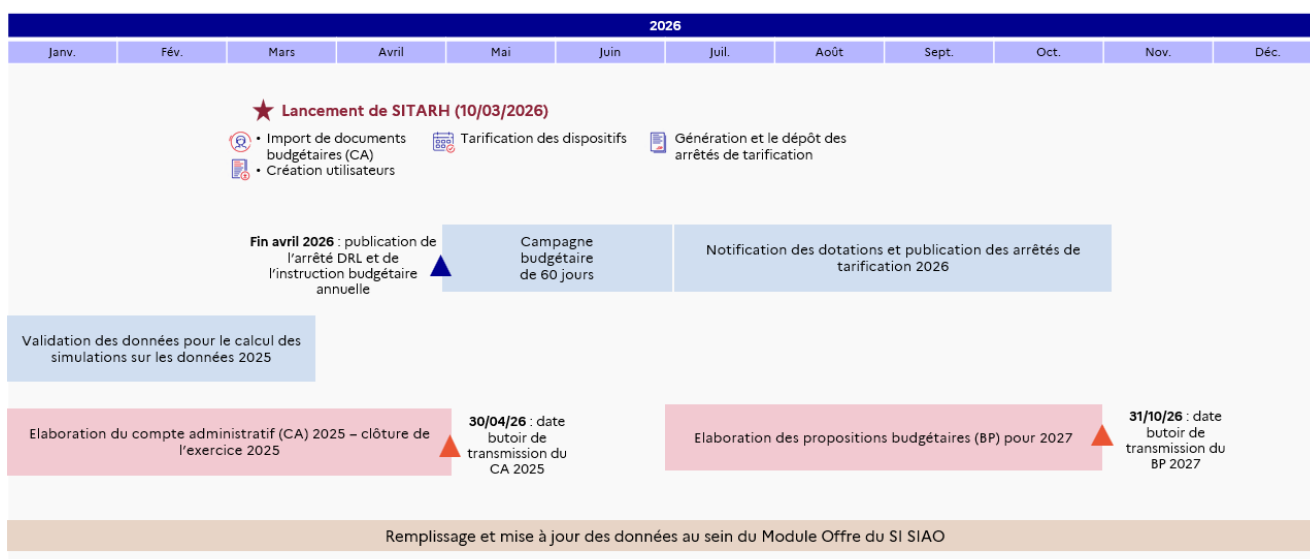 2026
Janv.
Fév.
Mars
Avril
Mai
Juin
Juil.
Août
Sept.
Oct.
Nov.
Déc.
Lancement de SITARH (10/03/2026)
• Import de documents
budgétaires (CA)
• Création utilisateurs
Tarification des dispositifs
Génération et le dépôt des
arrêtés de tarification
Fin avril 2026 : publication de
l'arrêté DRL et de
l'instruction budgétaire
annuelle
Campagne
budgétaire
de 60 jours
Notification des dotations et publication des arrêtés de
tarification 2026
Validation des données pour le calcul des
simulations sur les données 2025
Elaboration du compte administratif (CA) 2025 – clôture de
l'exercice 2025
30/04/26 : date
butoir de
transmission du
CA 2025
Elaboration des propositions budgétaires (BP) pour 2027
31/10/26 : date
butoir de
transmission du
BP 2027
Remplissage et mise à jour des données au sein du Module Offre du SI SIAO